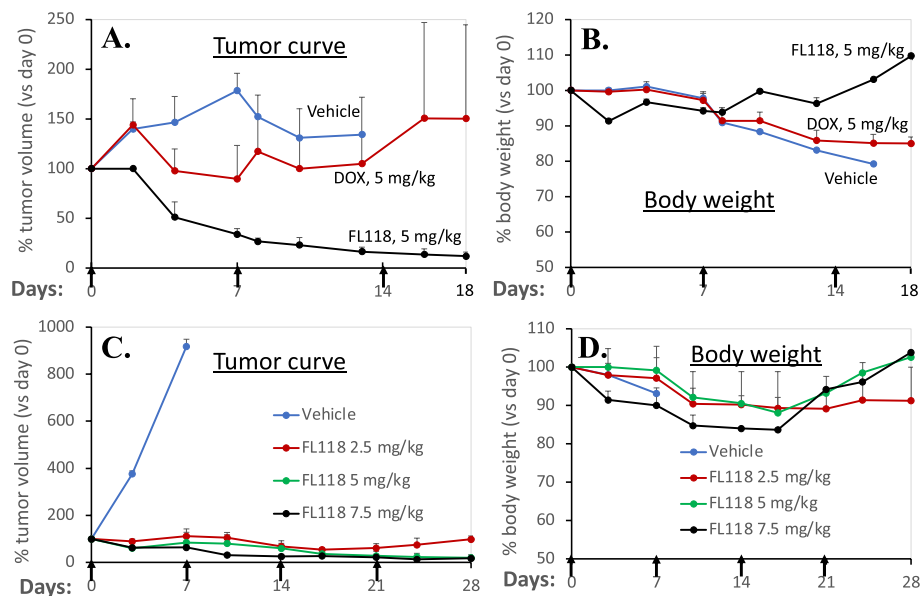 A.
Tumor curve
% tumor volume (vs day 0)
250
200
150
100
50
0
Vehicle
DOX, 5 mg/kg
FL118, 5 mg/kg
Days:
0
7
14
18
B.
% body weight (vs day 0)
120
110
100
90
80
70
60
50
FL118, 5 mg/kg
DOX, 5 mg/kg
Vehicle
Body weight
Days:
0
7
14
18
C.
Tumor curve
% tumor volume (vs day 0)
1000
800
600
400
200
0
Vehicle
FL118 2.5 mg/kg
FL118 5 mg/kg
FL118 7.5 mg/kg
Days:
0
7
14
21
28
D.
Body weight
% body weight (vs day 0)
110
100
90
80
70
60
50
Vehicle
FL118 2.5 mg/kg
FL118 5 mg/kg
FL118 7.5 mg/kg
Days:
0
7
14
21
28